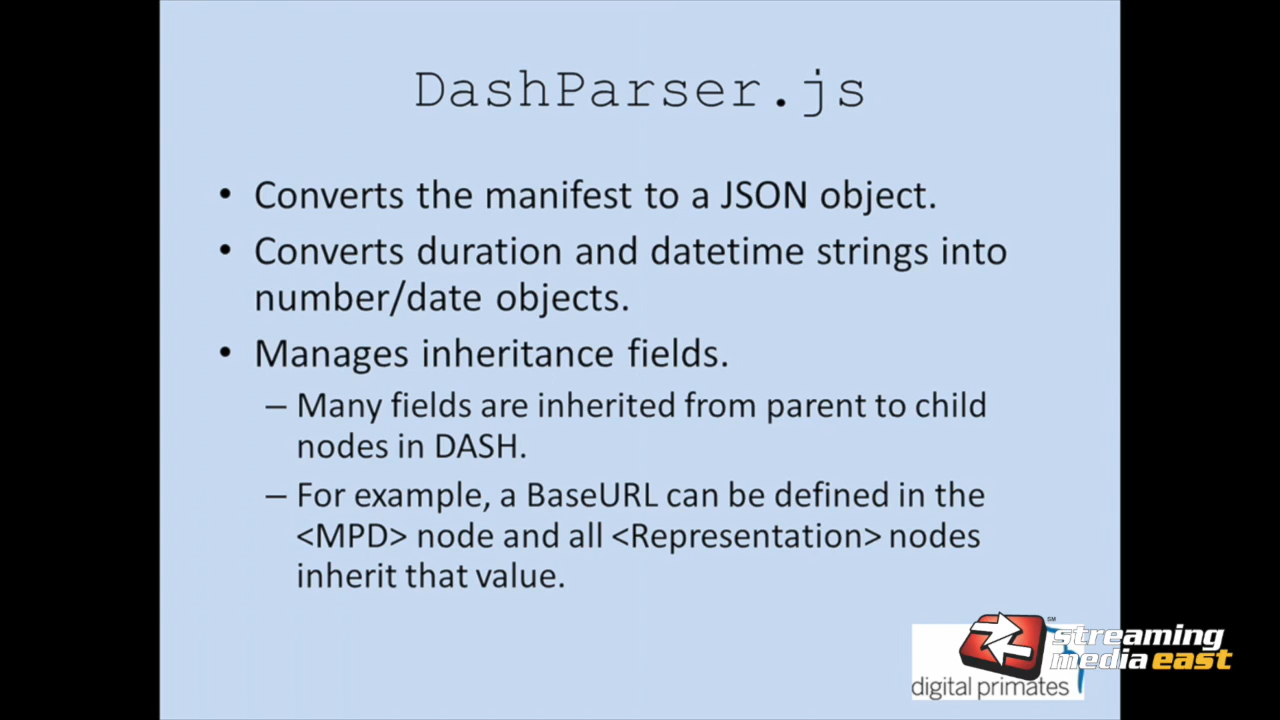 DashParser.js
• Converts the manifest to a JSON object.
• Converts duration and datetime strings into
number/date objects.
• Manages inheritance fields.
– Many fields are inherited from parent to child
nodes in DASH.
– For example, a BaseURL can be defined in the
<MPD> node and all <Representation> nodes
inherit that value.
SM
streaming
media east
digital primates